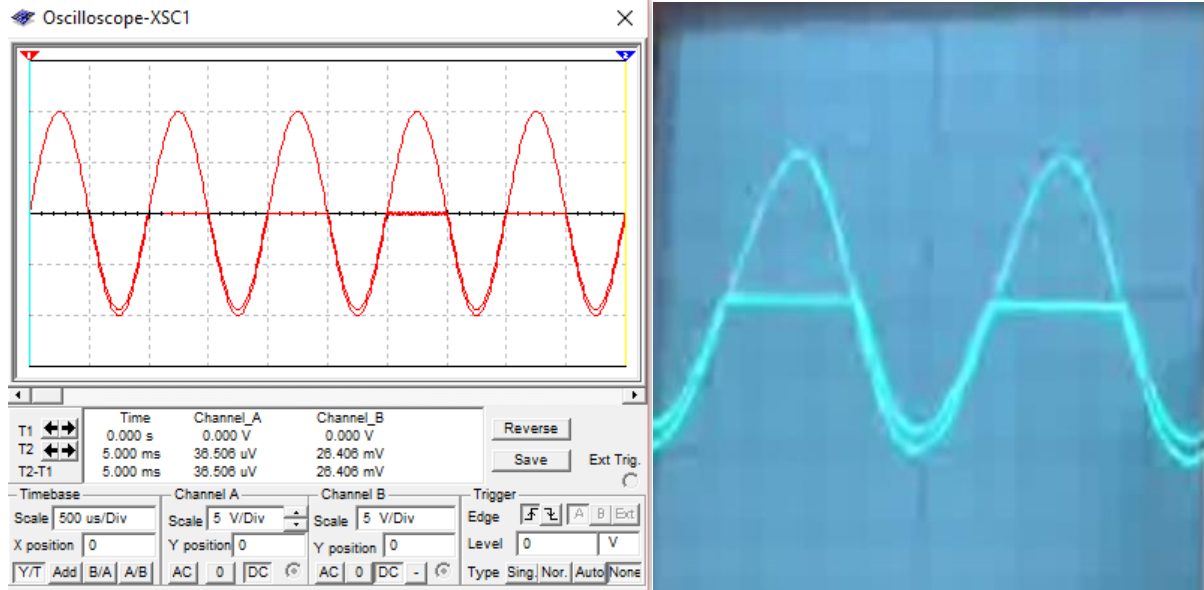 Oscilloscope-XSC1
1 2
Time Channel_A Channel_B
T1 0.000 s 0.000 V 0.000 V
T2 5.000 ms 36.506 uV 26.406 mV
T2-T1 5.000 ms 36.506 uV 26.406 mV
Reverse
Save
Ext Trig.
Timebase
Scale 500 us/Div
X position 0
Y/T Add B/A A/B
Channel A
Scale 5 V/Div
Y position 0
AC 0 DC
Channel B
Scale 5 V/Div
Y position 0
AC 0 DC -
Trigger
Edge A B Ext
Level 0 V
Type Sing. Nor. Auto None